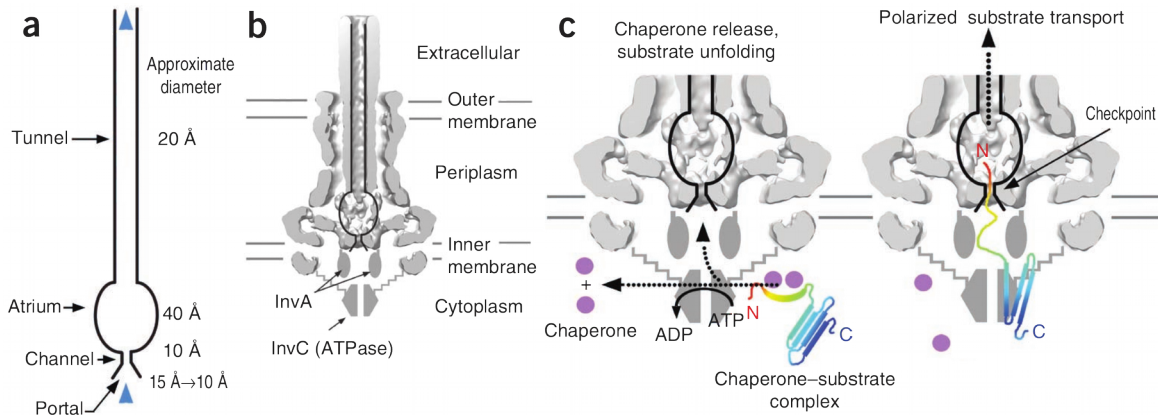 a
Approximate
diameter
Tunnel
20 Å
Atrium
40 Å
10 Å
Channel
15 Å→10 Å
Portal
b
Extracellular
Outer
membrane
Periplasm
Inner
membrane
InvA
Cytoplasm
InvC (ATPase)
c
Chaperone release,
substrate unfolding
Polarized substrate transport
Checkpoint
N
+
Chaperone
ADP
ATP
N
C
C
Chaperone–substrate
complex